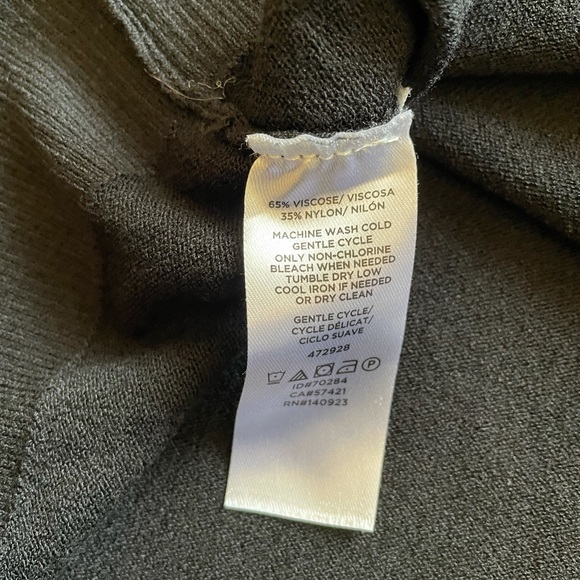 65% VISCOSE/ VISCOSA
35% NYLON/ NILÓN
MACHINE WASH COLD
GENTLE CYCLE
ONLY NON-CHLORINE
BLEACH WHEN NEEDED
TUMBLE DRY LOW
COOL IRON IF NEEDED
OR DRY CLEAN
GENTLE CYCLE/
CYCLE DÉLICAT/
CICLO SUAVE
472928
P
ID#70284
CA#57421
RN#140923